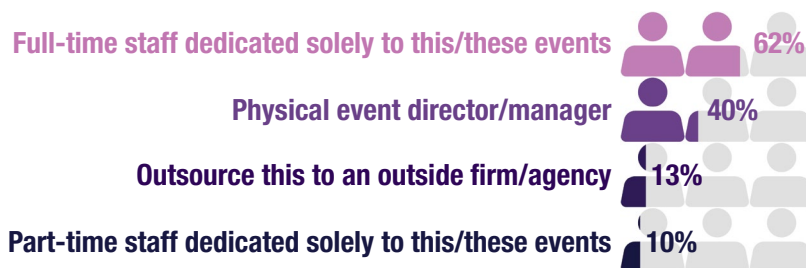 Full-time staff dedicated solely to this/these events 62%
Physical event director/manager 40%
Outsource this to an outside firm/agency 13%
Part-time staff dedicated solely to this/these events 10%